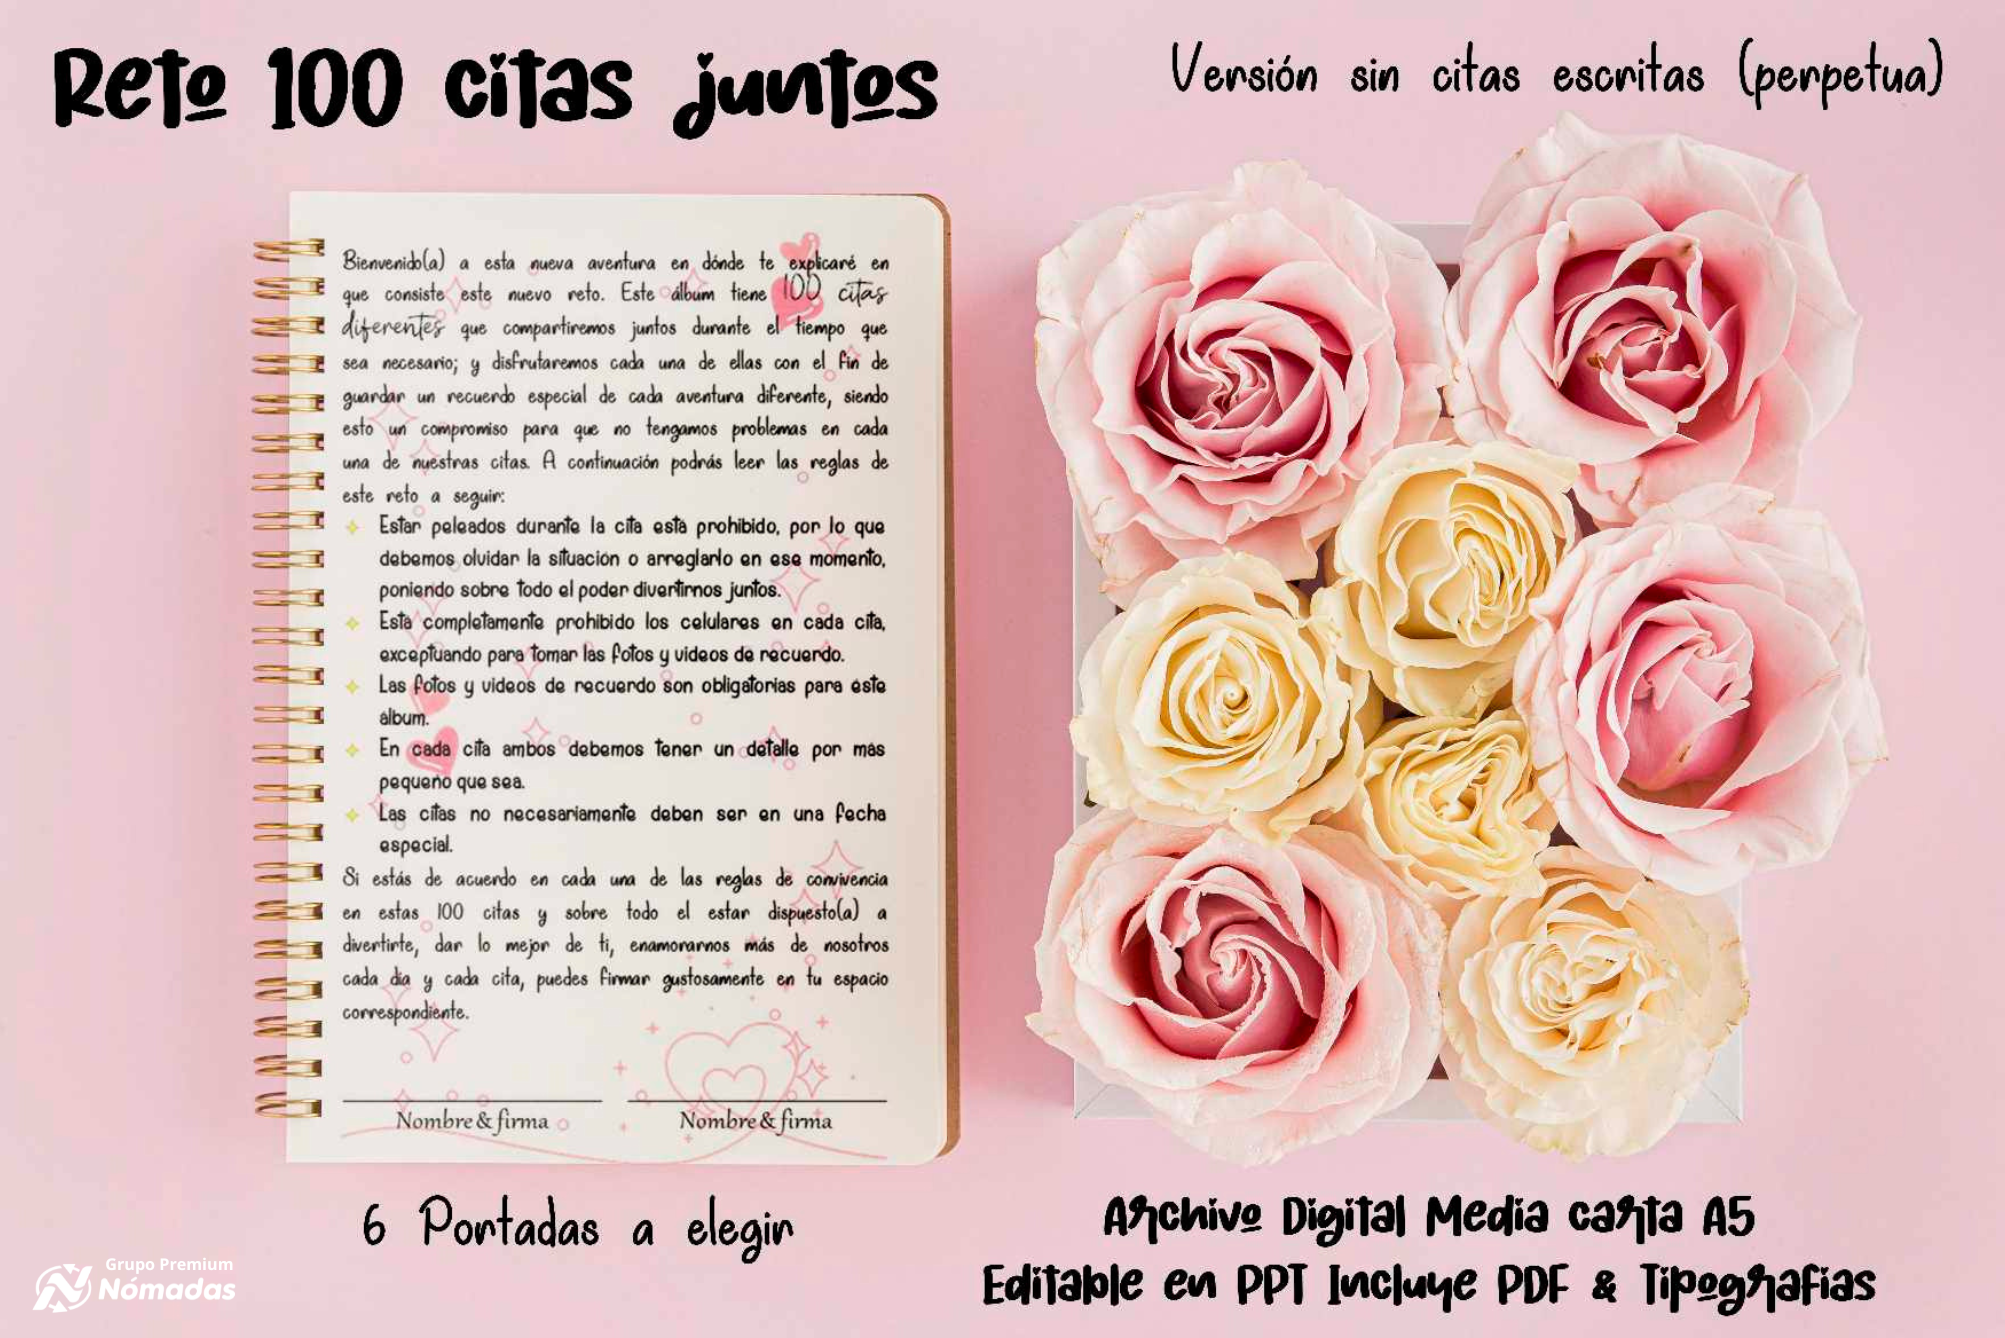 Reto 100 citas juntos
Versión sin citas escritas (perpetua)
Bienvenido(a) a esta nueva aventura en dónde te explicaré en
que consiste este nuevo reto. Este álbum tiene 100 citas
diferentes que compartiremos juntos durante el tiempo que
sea necesario; y disfrutaremos cada una de ellas con el fin de
guardar un recuerdo especial de cada aventura diferente, siendo
esto un compromiso para que no tengamos problemas en cada
una de nuestras citas. A continuación podrás leer las reglas de
este reto a seguir:
Estar peleados durante la cita está prohibido, por lo que
debemos olvidar la situación o arreglarlo en ese momento,
poniendo sobre todo el poder divertirnos juntos.
Está completamente prohibido los celulares en cada cita,
exceptuando para tomar las fotos y videos de recuerdo.
Las fotos y videos de recuerdo son obligatorias para este
álbum.
En cada cita ambos debemos tener un detalle por más
pequeño que sea.
Las citas no necesariamente deben ser en una fecha
especial.
Si estás de acuerdo en cada una de las reglas de convivencia
en estas 100 citas y sobre todo el estar dispuesto(a) a
divertirte, dar lo mejor de ti, enamorarnos más de nosotros
cada día y cada cita, puedes firmar gustosamente en tu espacio
correspondiente.
Nombre & firma
Nombre & firma
6 Portadas a elegir
Archivo Digital Media carta A5
Editable en PPT Incluye PDF & Tipografías
Grupo Premium
Nómadas